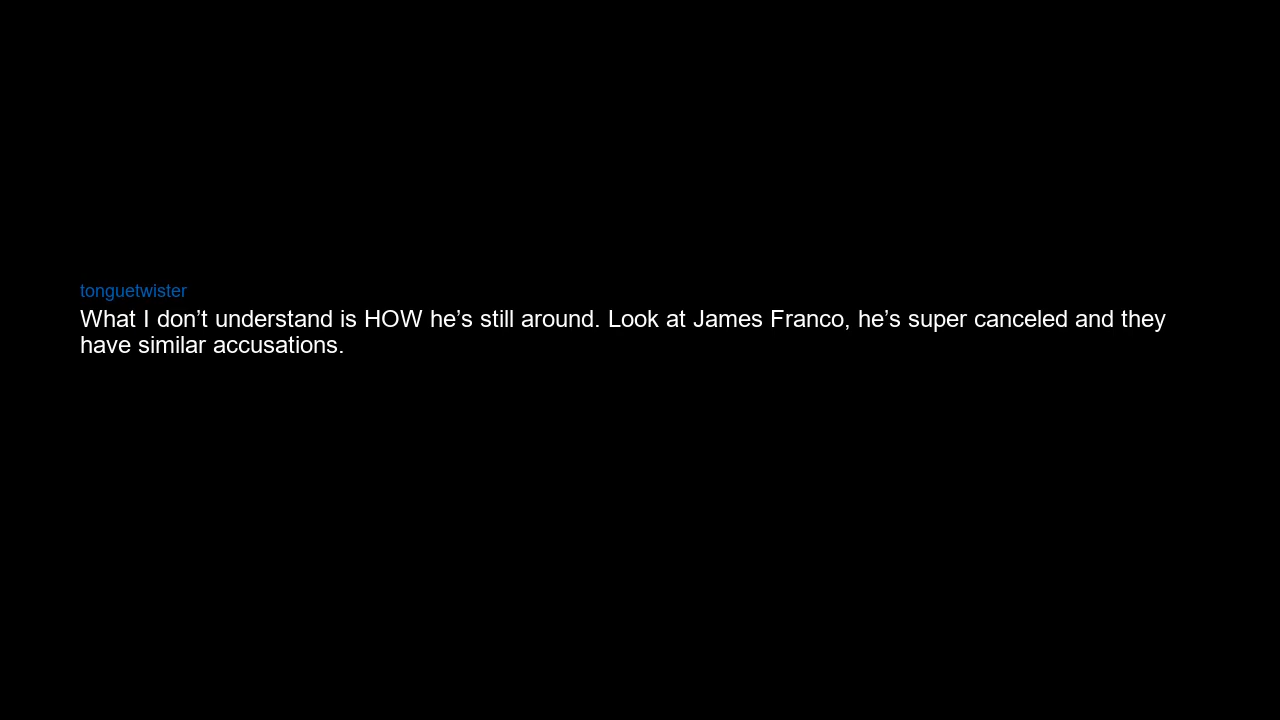 tonguetwister
What I don’t understand is HOW he’s still around. Look at James Franco, he’s super canceled and they
have similar accusations.